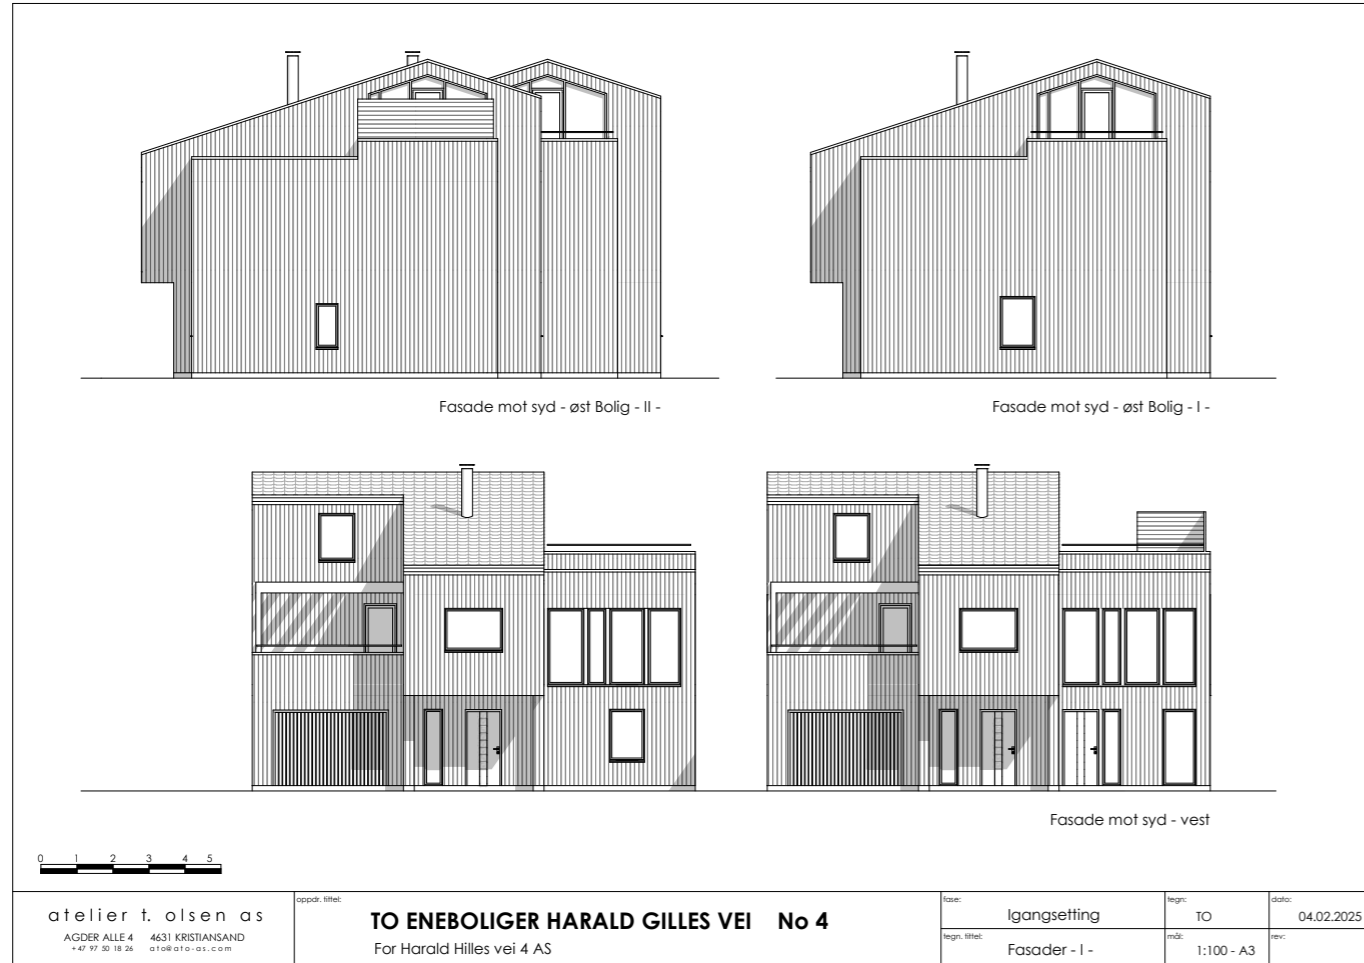 Fasade mot syd - øst Bolig - II -
Fasade mot syd - øst Bolig - I -
Fasade mot syd - vest
0 1 2 3 4 5
atelier t. olsen as
AGDER ALLE 4 4631 KRISTIANSAND
+47 97 50 18 26 ato@ato-as.com
oppdr. tittel:
TO ENEBOLIGER HARALD GILLES VEI No 4
For Harald Hilles vei 4 AS
fase:
Igangsetting
tegn:
TO
dato:
04.02.2025
tegn. tittel:
Fasader - I -
mål:
1:100 - A3
rev: